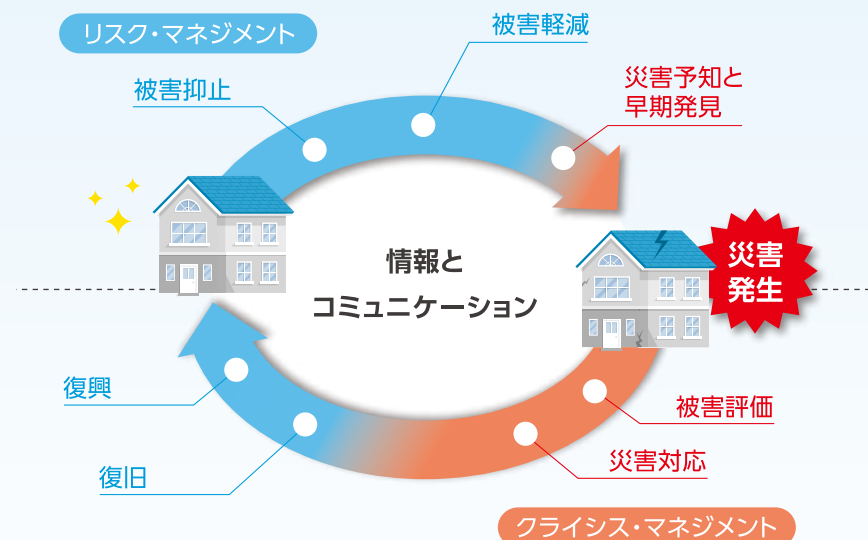 リスク・マネジメント
被害軽減
被害抑止
災害予知と
早期発見
災害
発生
情報と
コミュニケーション
復興
被害評価
復旧
災害対応
クライシス・マネジメント